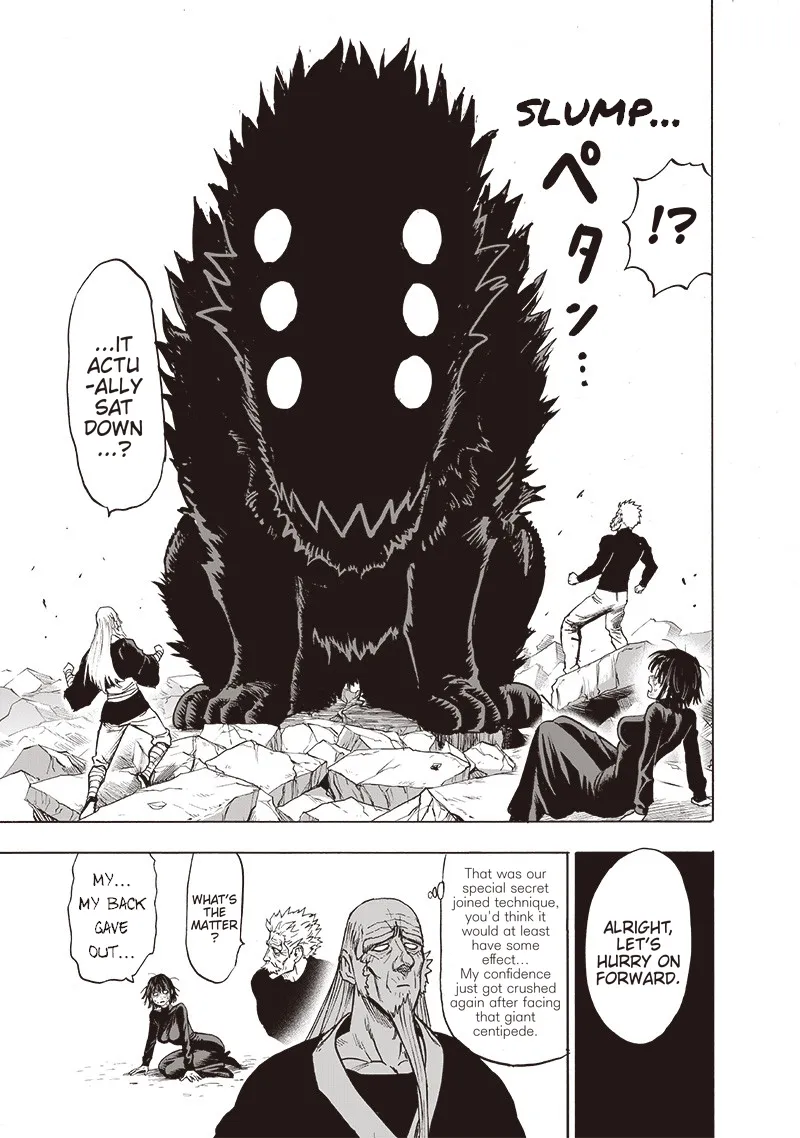 !?
SLUMP...
ペタン…
...IT
ACTU
-ALLY
SAT
DOWN
...?
ALRIGHT,
LET'S
HURRY ON
FORWARD.
That was our
special secret
joined technique,
you'd think it
would at least
have some
effect...
My confidence
just got crushed
again after facing
that giant
centipede.
WHAT'S
THE
MATTER
?
MY...
MY BACK
GAVE
OUT...